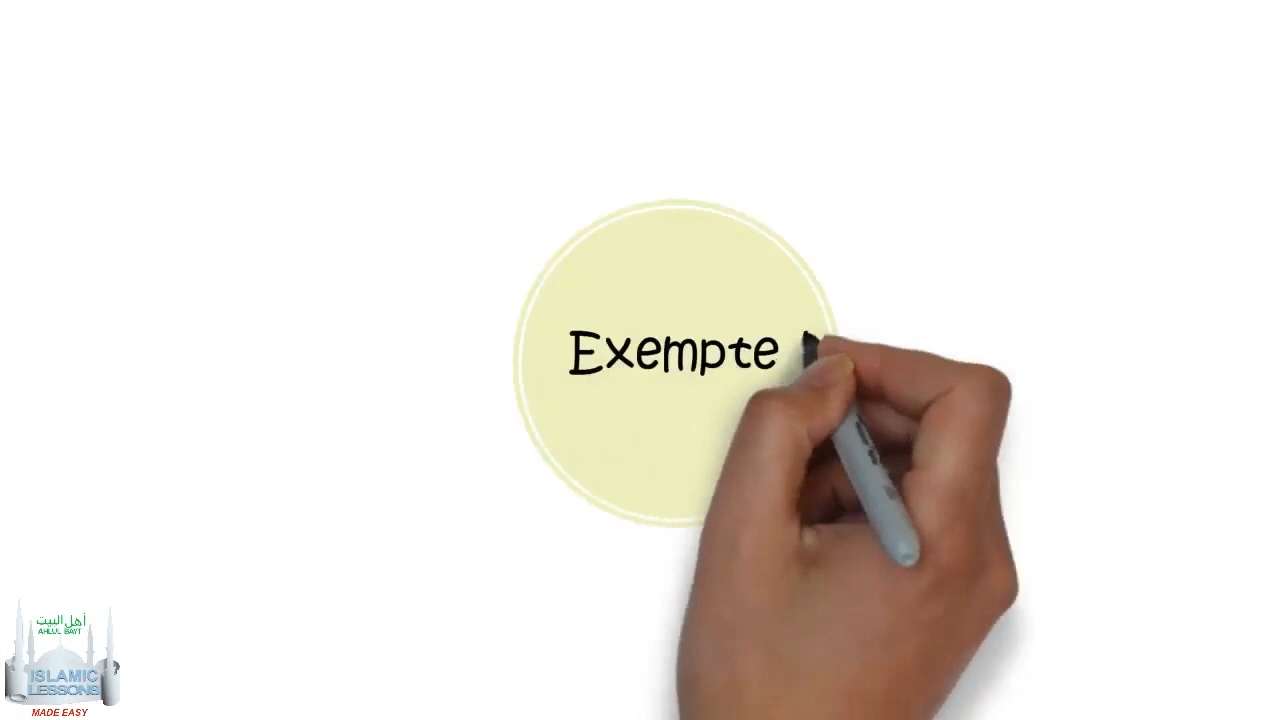 Exempte
أهل البيت
AHLUL BAYT
ISLAMIC
LESSONS
MADE EASY